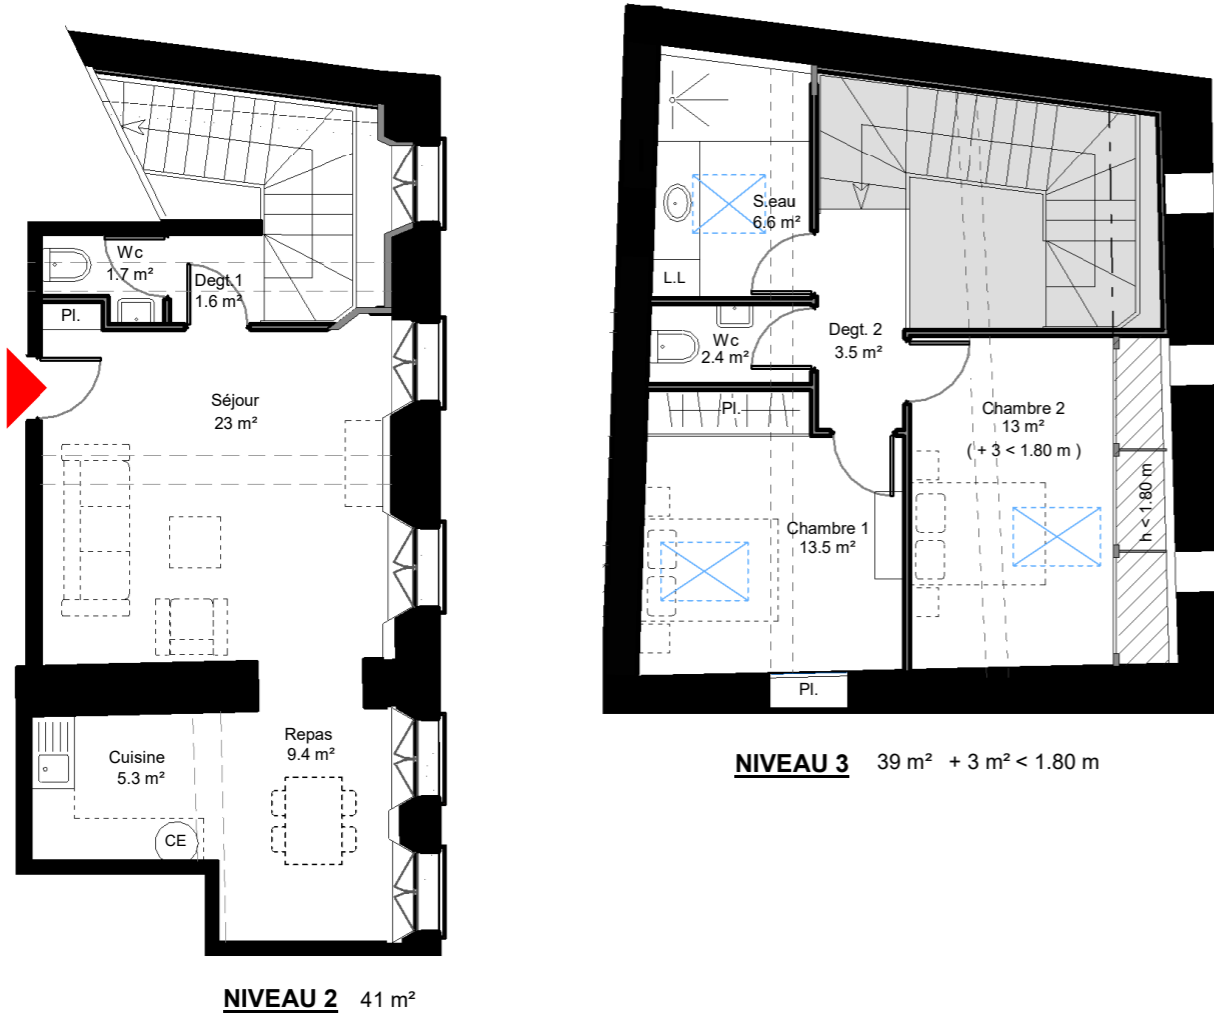 Wc
1.7 m²
Degt.1
1.6 m²
Pl.
Séjour
23 m²
Cuisine
5.3 m²
Repas
9.4 m²
CE
NIVEAU 2 41 m²
S.eau
6.6 m²
L.L
Wc
2.4 m²
Degt. 2
3.5 m²
Pl.
Chambre 2
13 m²
( + 3 < 1.80 m )
h < 1.80 m
Chambre 1
13.5 m²
Pl.
NIVEAU 3 39 m² + 3 m² < 1.80 m